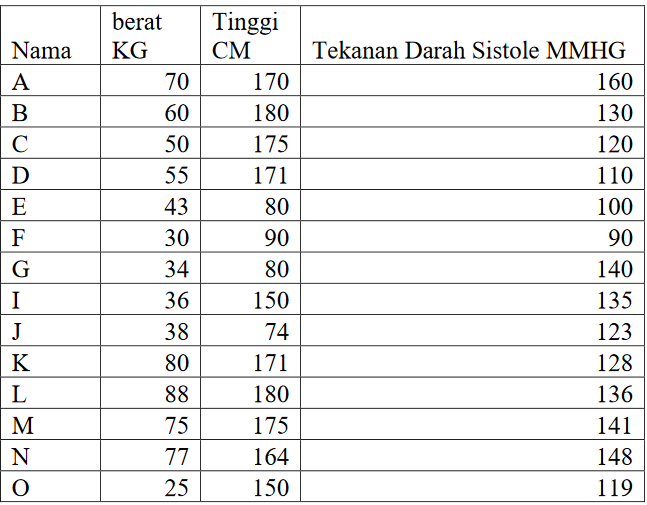 Nama berat KG Tinggi CM Tekanan Darah Sistole MMHG
A 70 170 160
B 60 180 130
C 50 175 120
D 55 171 110
E 43 80 100
F 30 90 90
G 34 80 140
I 36 150 135
J 38 74 123
K 80 171 128
L 88 180 136
M 75 175 141
N 77 164 148
O 25 150 119